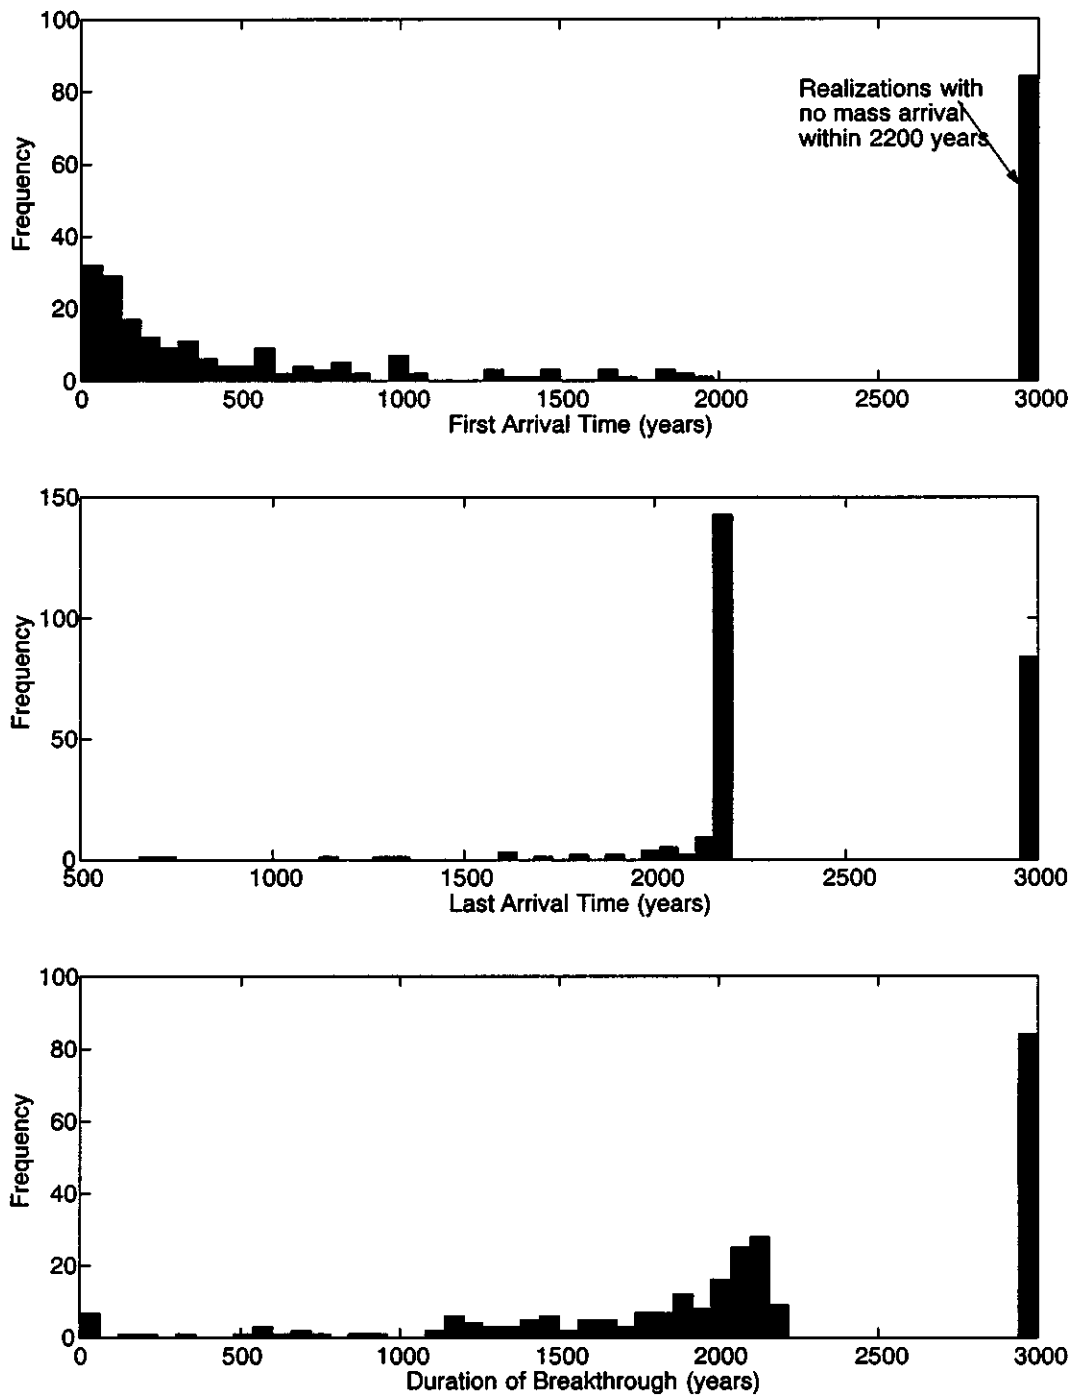 100
80
60
40
20
0
Frequency
Realizations with
no mass arrival
within 2200 years
0 500 1000 1500 2000 2500 3000
First Arrival Time (years)
150
100
50
0
Frequency
500 1000 1500 2000 2500 3000
Last Arrival Time (years)
100
80
60
40
20
0
Frequency
0 500 1000 1500 2000 2500 3000
Duration of Breakthrough (years)